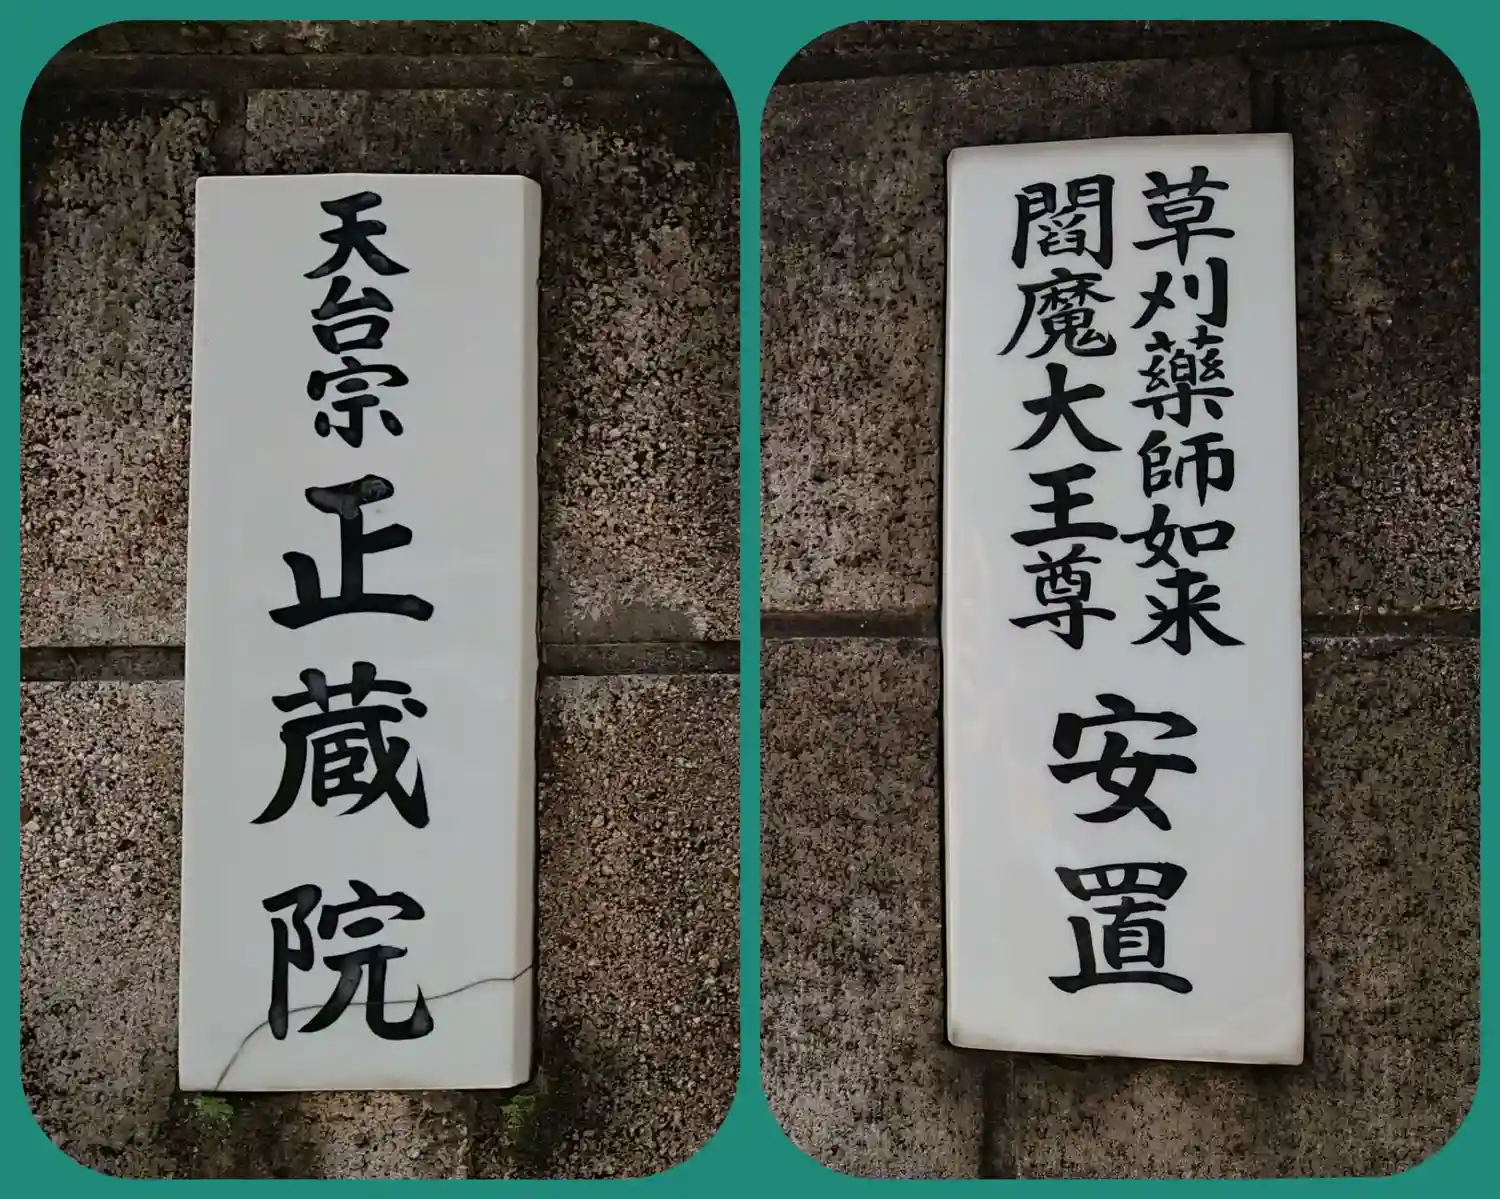 天台宗
正蔵院
草刈藥師如来
閻魔大王尊
安置